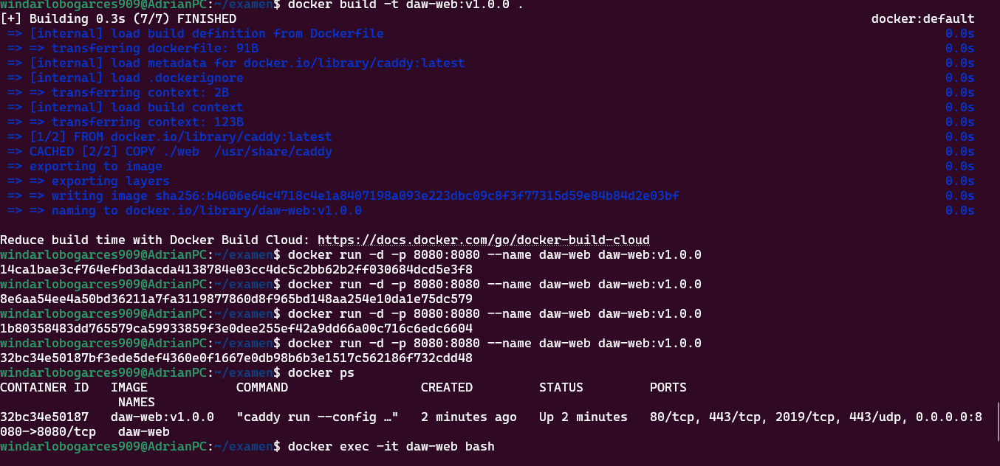 windarlobogarces909@AdrianPC:~/examen$ docker build -t daw-web:v1.0.0 .
[+] Building 0.3s (7/7) FINISHED docker:default
=> [internal] load build definition from Dockerfile 0.0s
=> => transferring dockerfile: 91B 0.0s
=> [internal] load metadata for docker.io/library/caddy:latest 0.0s
=> [internal] load .dockerignore 0.0s
=> => transferring context: 2B 0.0s
=> [internal] load build context 0.0s
=> => transferring context: 123B 0.0s
=> [1/2] FROM docker.io/library/caddy:latest 0.0s
=> CACHED [2/2] COPY ./web  /usr/share/caddy 0.0s
=> exporting to image 0.0s
=> => exporting layers 0.0s
=> => writing image sha256:b4606e64c4718c4e1a8407198a093e223dbc09c8f3f77315d59e84b84d2e03bf 0.0s
=> => naming to docker.io/library/daw-web:v1.0.0 0.0s
Reduce build time with Docker Build Cloud: https://docs.docker.com/go/docker-build-cloud
windarlobogarces909@AdrianPC:~/examen$ docker run -d -p 8080:8080 --name daw-web daw-web:v1.0.0
14ca1bae3cf764efbd3dacda4138784e03cc4dc5c2bb62b2ff030684dcd5e3f8
windarlobogarces909@AdrianPC:~/examen$ docker run -d -p 8080:8080 --name daw-web daw-web:v1.0.0
8e6aa54ee4a50bd36211a7fa3119877860d8f965bd148aa254e10da1e75dc579
windarlobogarces909@AdrianPC:~/examen$ docker run -d -p 8080:8080 --name daw-web daw-web:v1.0.0
1b80358483dd765579ca59933859f3e0dee255ef42a9dd66a00c716c6edc6604
windarlobogarces909@AdrianPC:~/examen$ docker run -d -p 8080:8080 --name daw-web daw-web:v1.0.0
32bc34e50187bf3ede5def4360e0f1667e0db98b6b3e1517c562186f732cdd48
windarlobogarces909@AdrianPC:~/examen$ docker ps
CONTAINER ID   IMAGE            COMMAND                  CREATED         STATUS         PORTS
NAMES
32bc34e50187   daw-web:v1.0.0   "caddy run --config …"   2 minutes ago   Up 2 minutes   80/tcp, 443/tcp, 2019/tcp, 443/udp, 0.0.0.0:8
080->8080/tcp   daw-web
windarlobogarces909@AdrianPC:~/examen$ docker exec -it daw-web bash